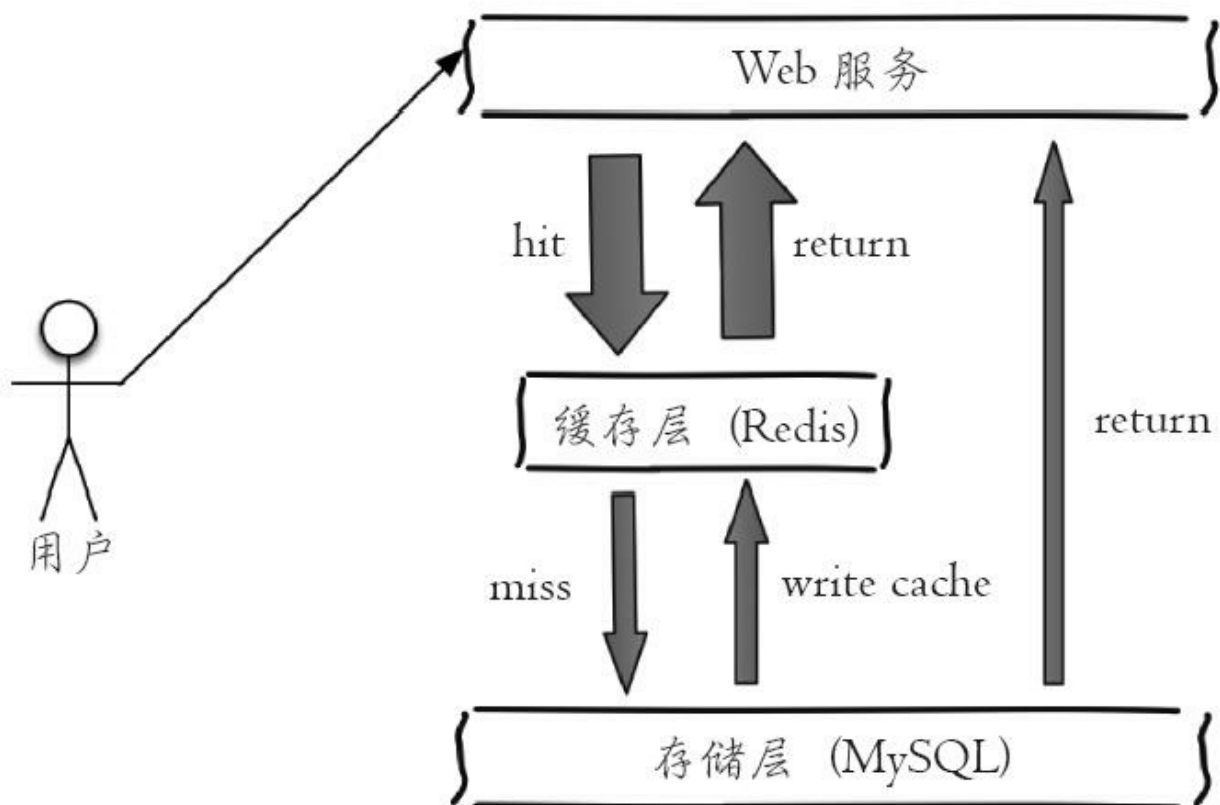 Web 服务
hit
return
缓存层 (Redis)
return
用户
miss
write cache
存储层 (MySQL)